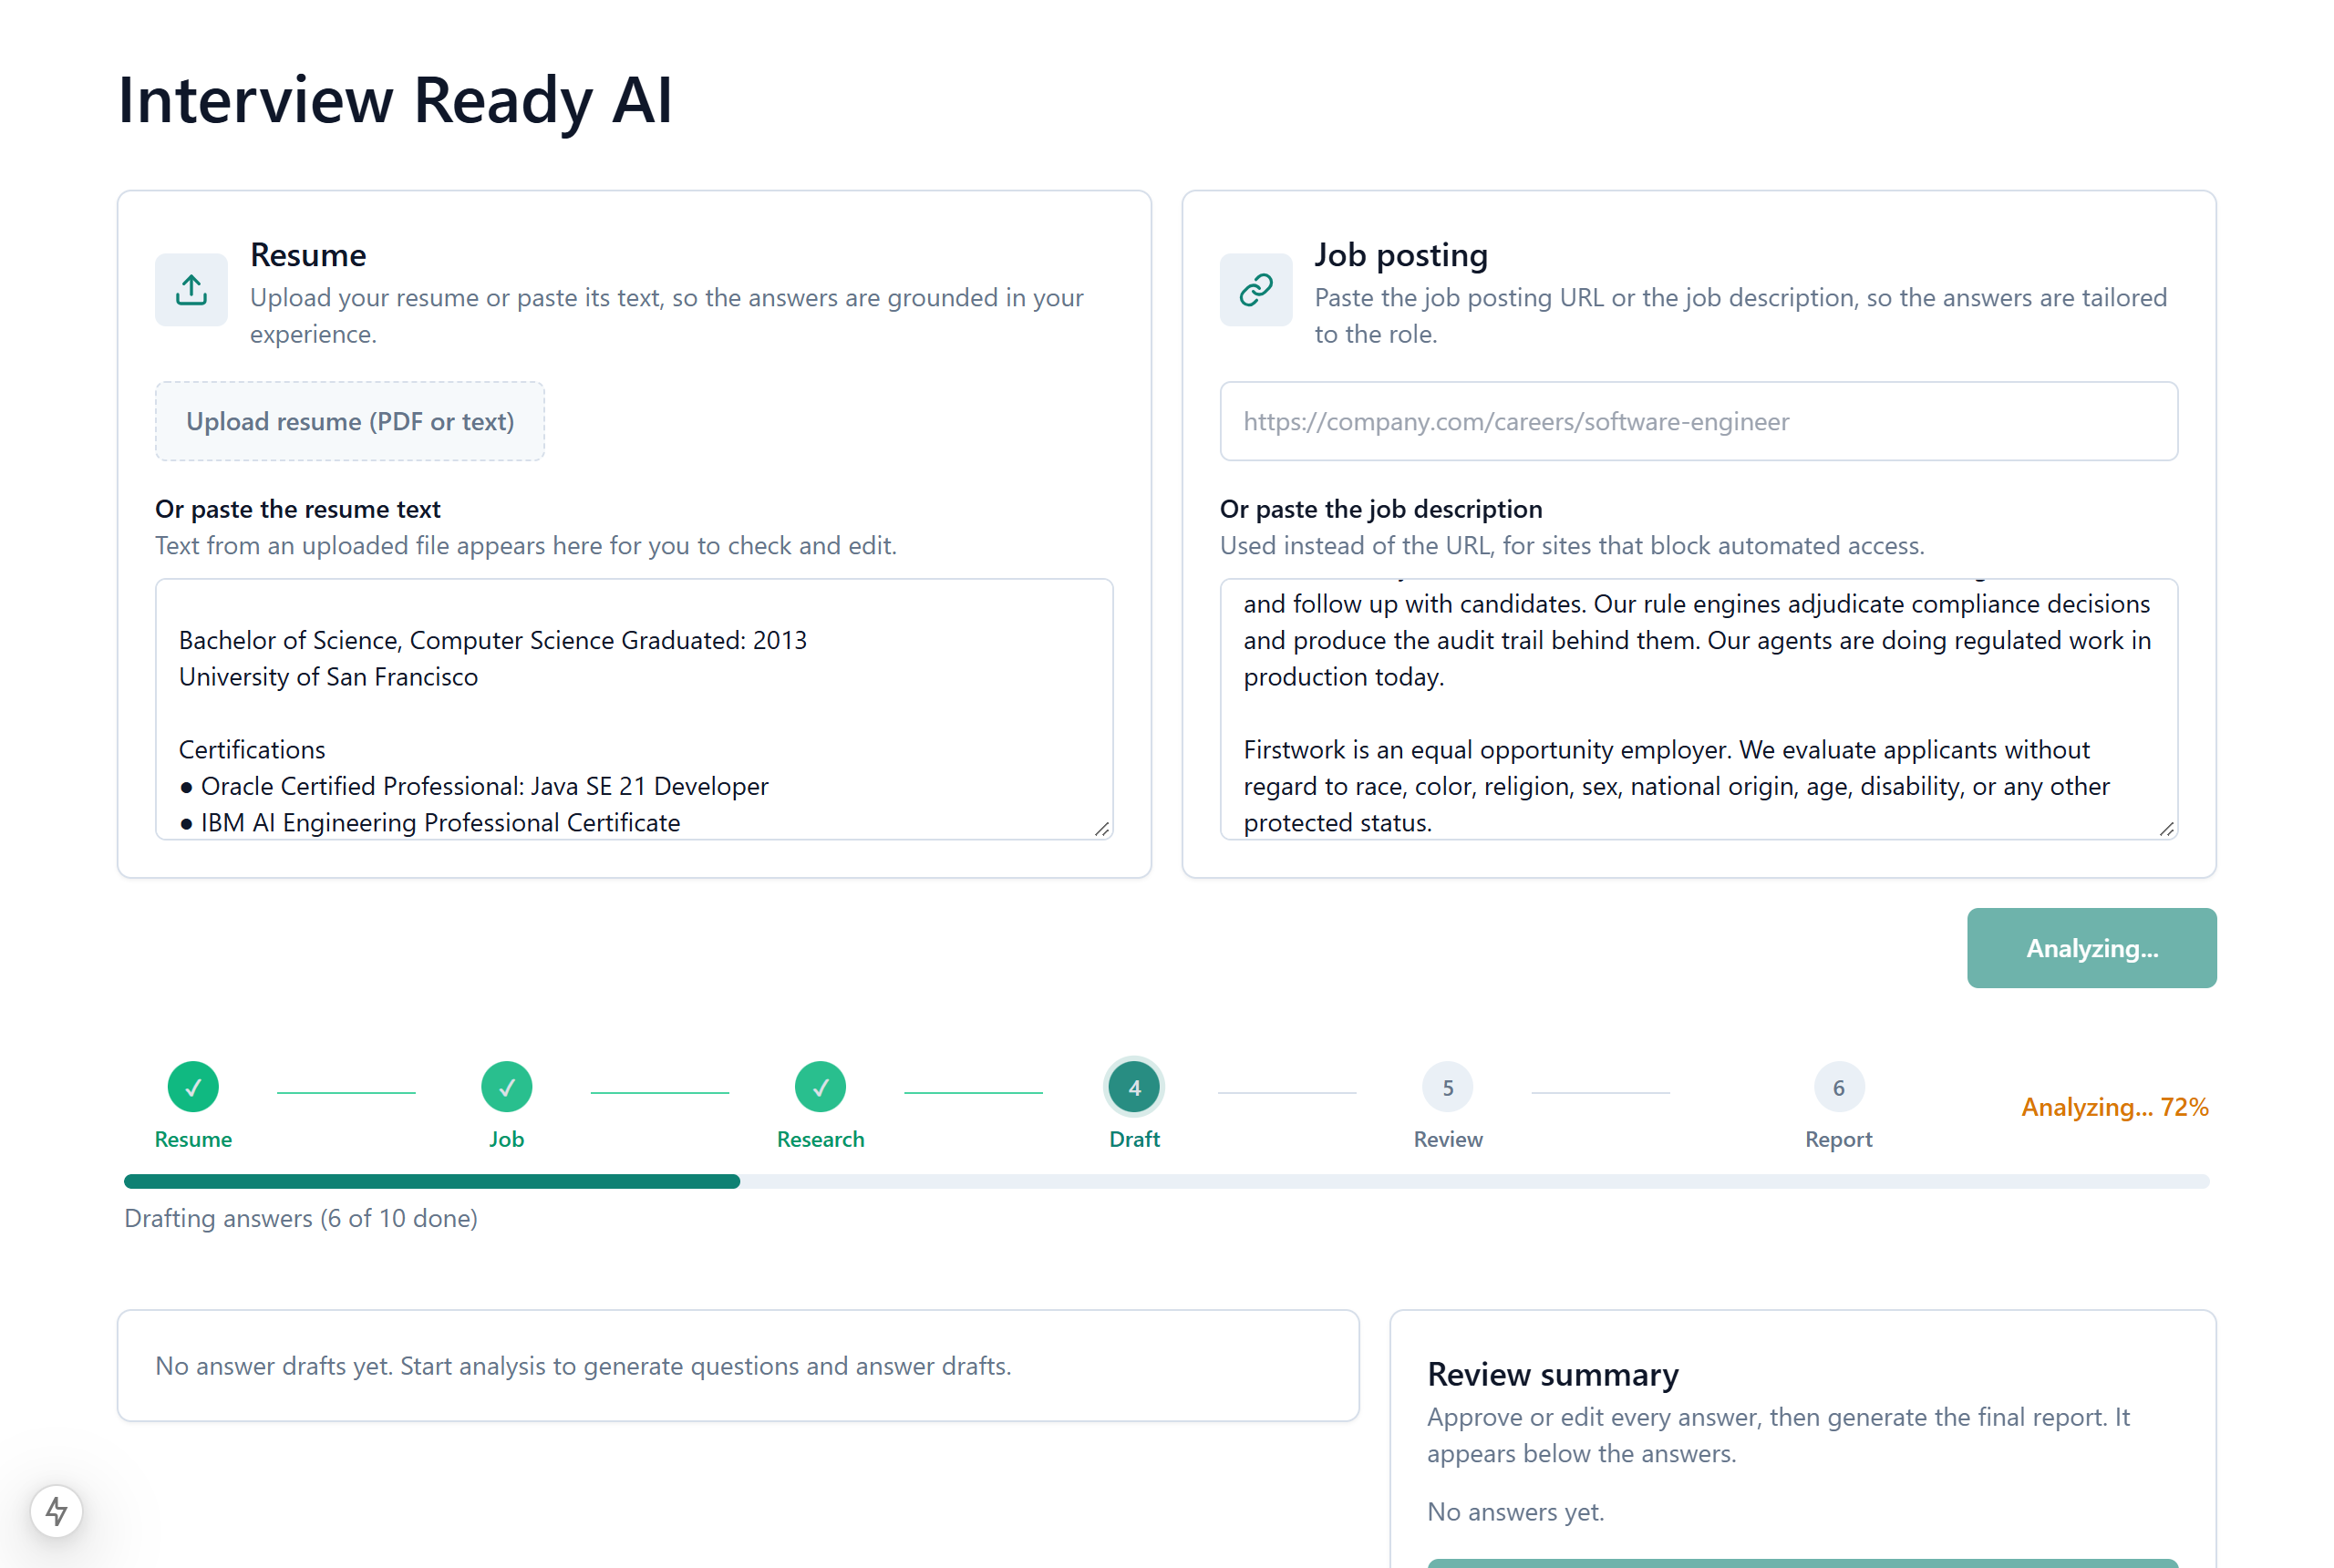 Interview Ready AI
Resume
Upload your resume or paste its text, so the answers are grounded in your
experience.
Upload resume (PDF or text)
Or paste the resume text
Text from an uploaded file appears here for you to check and edit.
Bachelor of Science, Computer Science Graduated: 2013
University of San Francisco
Certifications
● Oracle Certified Professional: Java SE 21 Developer
● IBM AI Engineering Professional Certificate
Job posting
Paste the job posting URL or the job description, so the answers are tailored
to the role.
https://company.com/careers/software-engineer
Or paste the job description
Used instead of the URL, for sites that block automated access.
and follow up with candidates. Our rule engines adjudicate compliance decisions
and produce the audit trail behind them. Our agents are doing regulated work in
production today.
Firstwork is an equal opportunity employer. We evaluate applicants without
regard to race, color, religion, sex, national origin, age, disability, or any other
protected status.
Analyzing...
✓ ✓ ✓ 4 5 6
Resume Job Research Draft Review Report
Analyzing... 72%
Drafting answers (6 of 10 done)
No answer drafts yet. Start analysis to generate questions and answer drafts.
Review summary
Approve or edit every answer, then generate the final report. It
appears below the answers.
No answers yet.